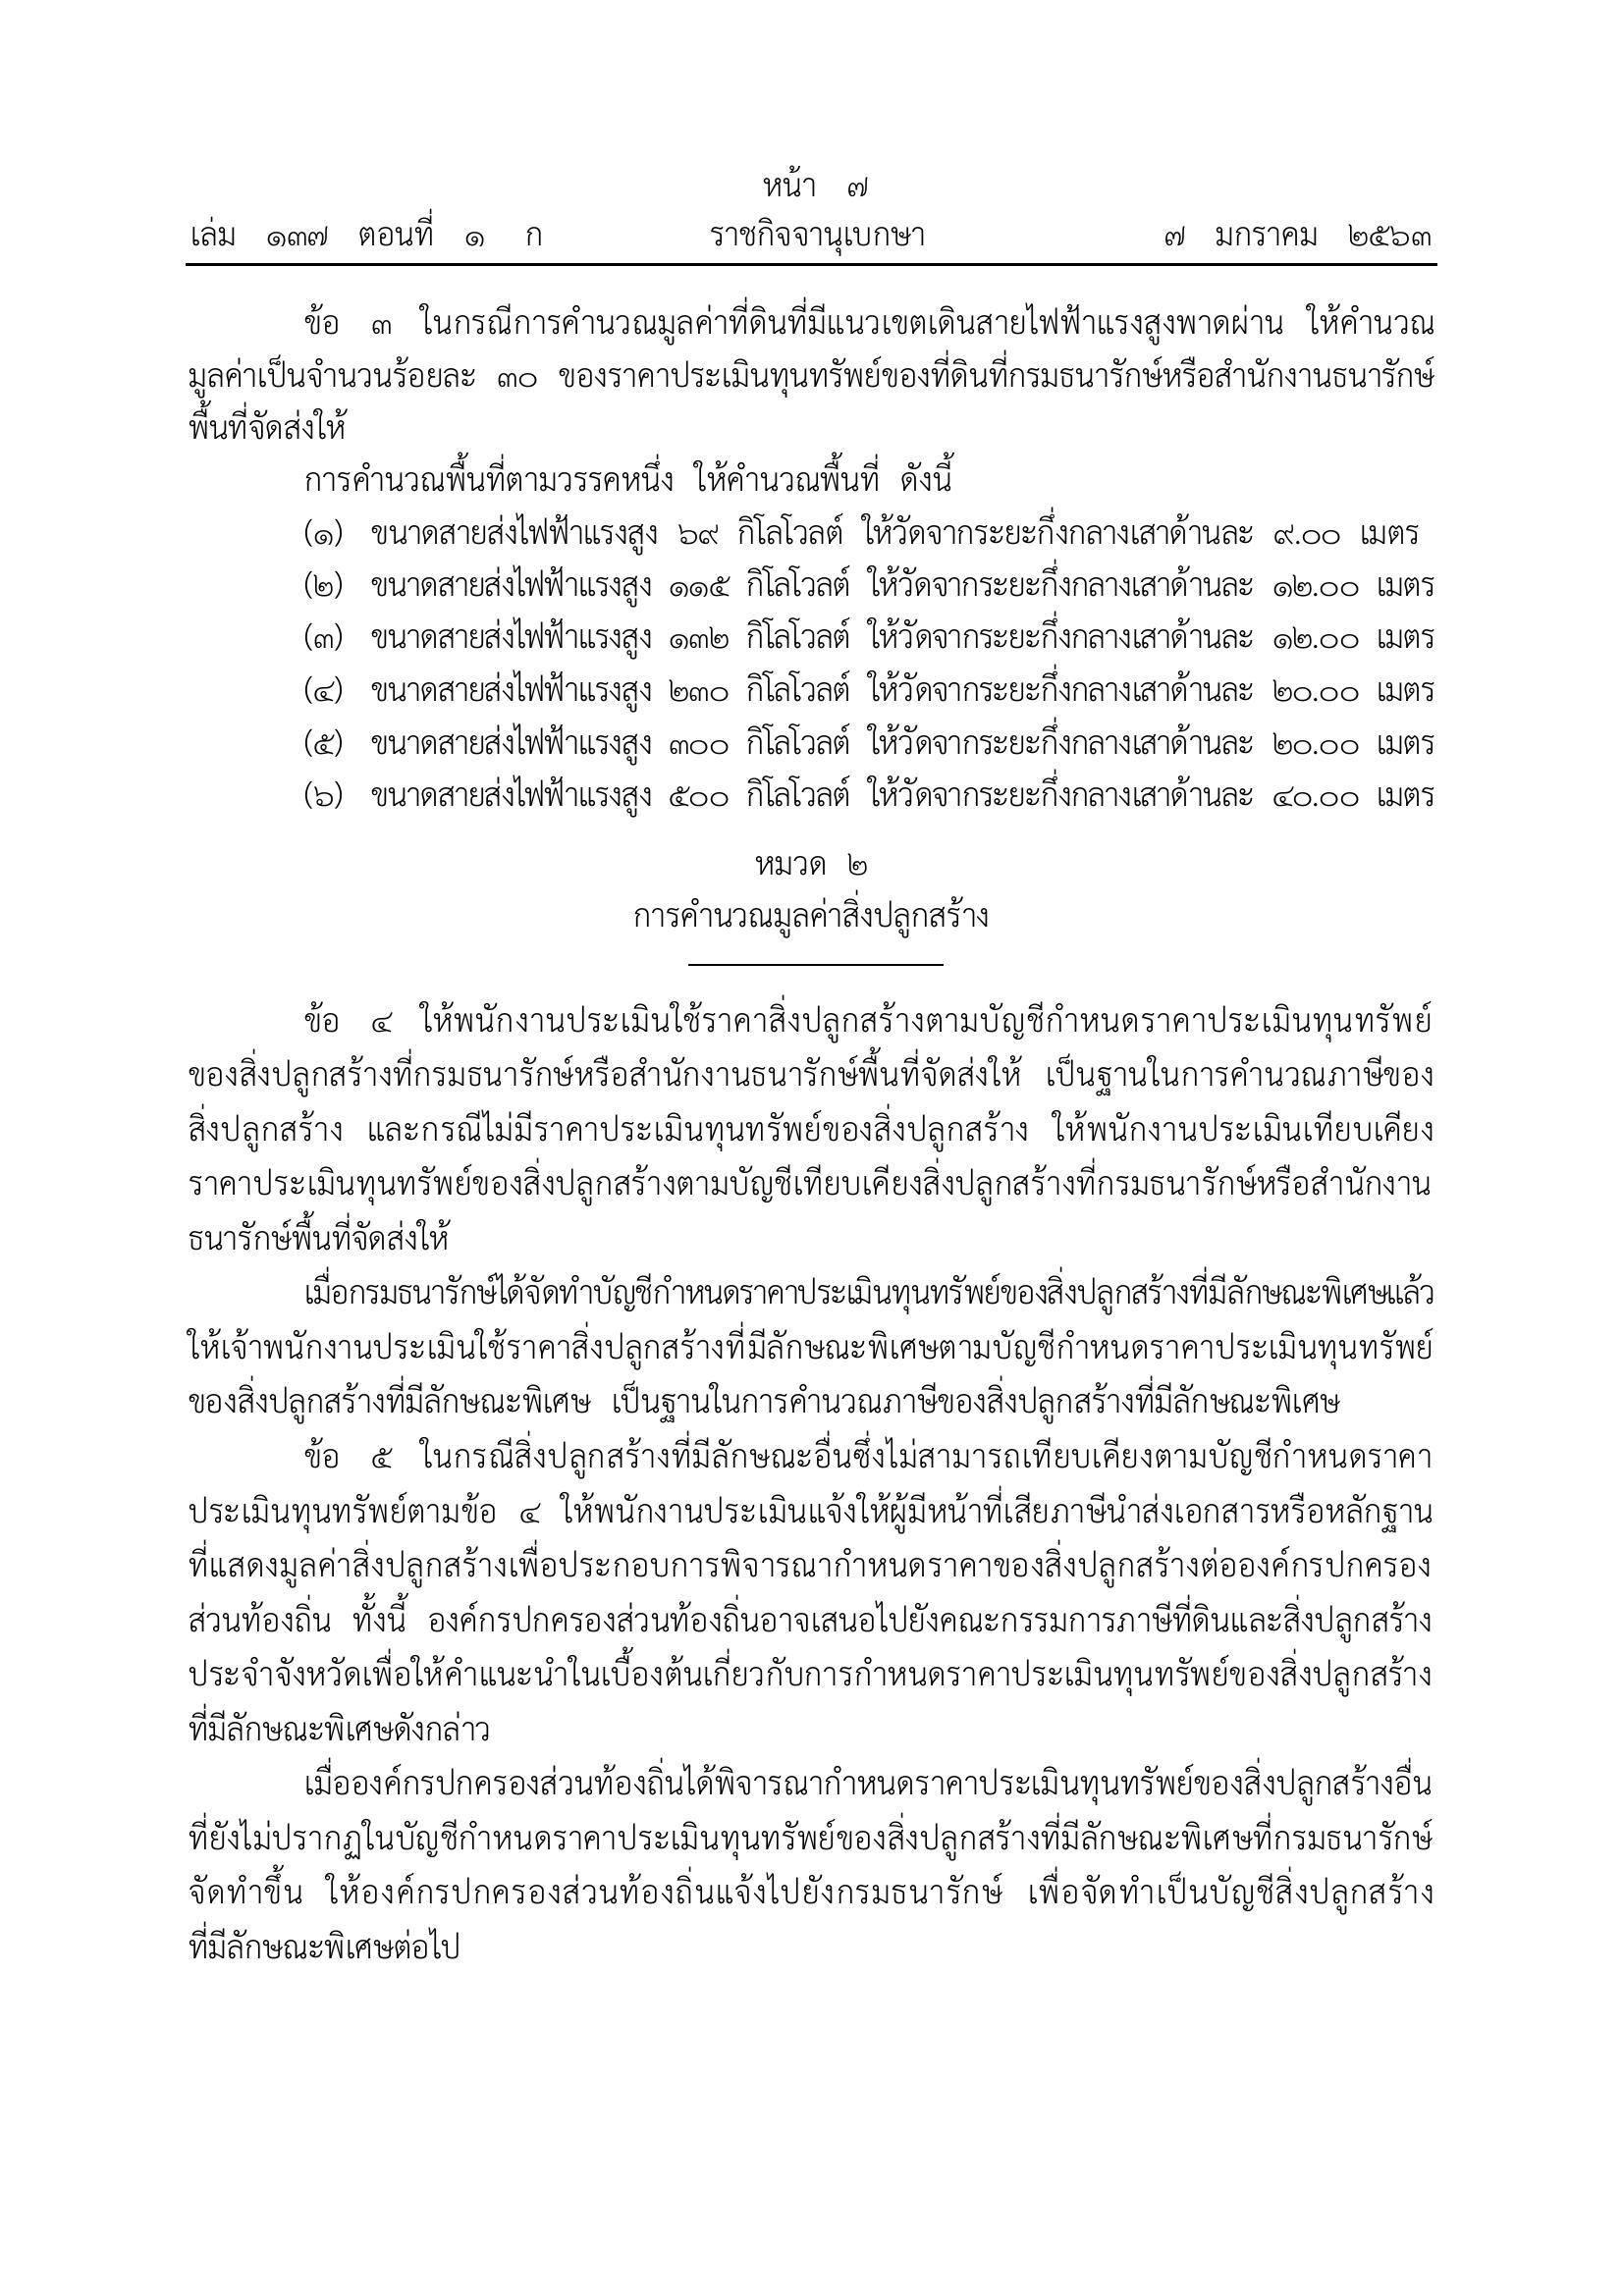 หน้า ๗
เล่ม ๑๓๗ ตอนที่ ๑ ก ราชกิจจานุเบกษา ๗ มกราคม ๒๕๖๓
ข้อ ๓ ในกรณีการคำนวณมูลค่าที่ดินที่มีแนวเขตเดินสายไฟฟ้าแรงสูงพาดผ่าน ให้คำนวณ
มูลค่าเป็นจำนวนร้อยละ ๓๐ ของราคาประเมินทุนทรัพย์ของที่ดินที่กรมธนารักษ์หรือสำนักงานธนารักษ์
พื้นที่จัดส่งให้
การคำนวณพื้นที่ตามวรรคหนึ่ง ให้คำนวณพื้นที่ ดังนี้
(๑) ขนาดสายส่งไฟฟ้าแรงสูง ๖๙ กิโลโวลต์ ให้วัดจากระยะกึ่งกลางเสาด้านละ ๙.๐๐ เมตร
(๒) ขนาดสายส่งไฟฟ้าแรงสูง ๑๑๕ กิโลโวลต์ ให้วัดจากระยะกึ่งกลางเสาด้านละ ๑๒.๐๐ เมตร
(๓) ขนาดสายส่งไฟฟ้าแรงสูง ๑๓๒ กิโลโวลต์ ให้วัดจากระยะกึ่งกลางเสาด้านละ ๑๒.๐๐ เมตร
(๔) ขนาดสายส่งไฟฟ้าแรงสูง ๒๓๐ กิโลโวลต์ ให้วัดจากระยะกึ่งกลางเสาด้านละ ๒๐.๐๐ เมตร
(๕) ขนาดสายส่งไฟฟ้าแรงสูง ๓๐๐ กิโลโวลต์ ให้วัดจากระยะกึ่งกลางเสาด้านละ ๒๐.๐๐ เมตร
(๖) ขนาดสายส่งไฟฟ้าแรงสูง ๕๐๐ กิโลโวลต์ ให้วัดจากระยะกึ่งกลางเสาด้านละ ๔๐.๐๐ เมตร
หมวด ๒
การคำนวณมูลค่าสิ่งปลูกสร้าง
ข้อ ๔ ให้พนักงานประเมินใช้ราคาสิ่งปลูกสร้างตามบัญชีกำหนดราคาประเมินทุนทรัพย์
ของสิ่งปลูกสร้างที่กรมธนารักษ์หรือสำนักงานธนารักษ์พื้นที่จัดส่งให้ เป็นฐานในการคำนวณภาษีของ
สิ่งปลูกสร้าง และกรณีไม่มีราคาประเมินทุนทรัพย์ของสิ่งปลูกสร้าง ให้พนักงานประเมินเทียบเคียง
ราคาประเมินทุนทรัพย์ของสิ่งปลูกสร้างตามบัญชีเทียบเคียงสิ่งปลูกสร้างที่กรมธนารักษ์หรือสำนักงาน
ธนารักษ์พื้นที่จัดส่งให้
เมื่อกรมธนารักษ์ได้จัดทำบัญชีกำหนดราคาประเมินทุนทรัพย์ของสิ่งปลูกสร้างที่มีลักษณะพิเศษแล้ว
ให้เจ้าพนักงานประเมินใช้ราคาสิ่งปลูกสร้างที่มีลักษณะพิเศษตามบัญชีกำหนดราคาประเมินทุนทรัพย์
ของสิ่งปลูกสร้างที่มีลักษณะพิเศษ เป็นฐานในการคำนวณภาษีของสิ่งปลูกสร้างที่มีลักษณะพิเศษ
ข้อ ๕ ในกรณีสิ่งปลูกสร้างที่มีลักษณะอื่นซึ่งไม่สามารถเทียบเคียงตามบัญชีกำหนดราคา
ประเมินทุนทรัพย์ตามข้อ ๔ ให้พนักงานประเมินแจ้งให้ผู้มีหน้าที่เสียภาษีนำส่งเอกสารหรือหลักฐาน
ที่แสดงมูลค่าสิ่งปลูกสร้างเพื่อประกอบการพิจารณากำหนดราคาของสิ่งปลูกสร้างต่อองค์กรปกครอง
ส่วนท้องถิ่น ทั้งนี้ องค์กรปกครองส่วนท้องถิ่นอาจเสนอไปยังคณะกรรมการภาษีที่ดินและสิ่งปลูกสร้าง
ประจำจังหวัดเพื่อให้คำแนะนำในเบื้องต้นเกี่ยวกับการกำหนดราคาประเมินทุนทรัพย์ของสิ่งปลูกสร้าง
ที่มีลักษณะพิเศษดังกล่าว
เมื่อองค์กรปกครองส่วนท้องถิ่นได้พิจารณากำหนดราคาประเมินทุนทรัพย์ของสิ่งปลูกสร้างอื่น
ที่ยังไม่ปรากฏในบัญชีกำหนดราคาประเมินทุนทรัพย์ของสิ่งปลูกสร้างที่มีลักษณะพิเศษที่กรมธนารักษ์
จัดทำขึ้น ให้องค์กรปกครองส่วนท้องถิ่นแจ้งไปยังกรมธนารักษ์ เพื่อจัดทำเป็นบัญชีสิ่งปลูกสร้าง
ที่มีลักษณะพิเศษต่อไป